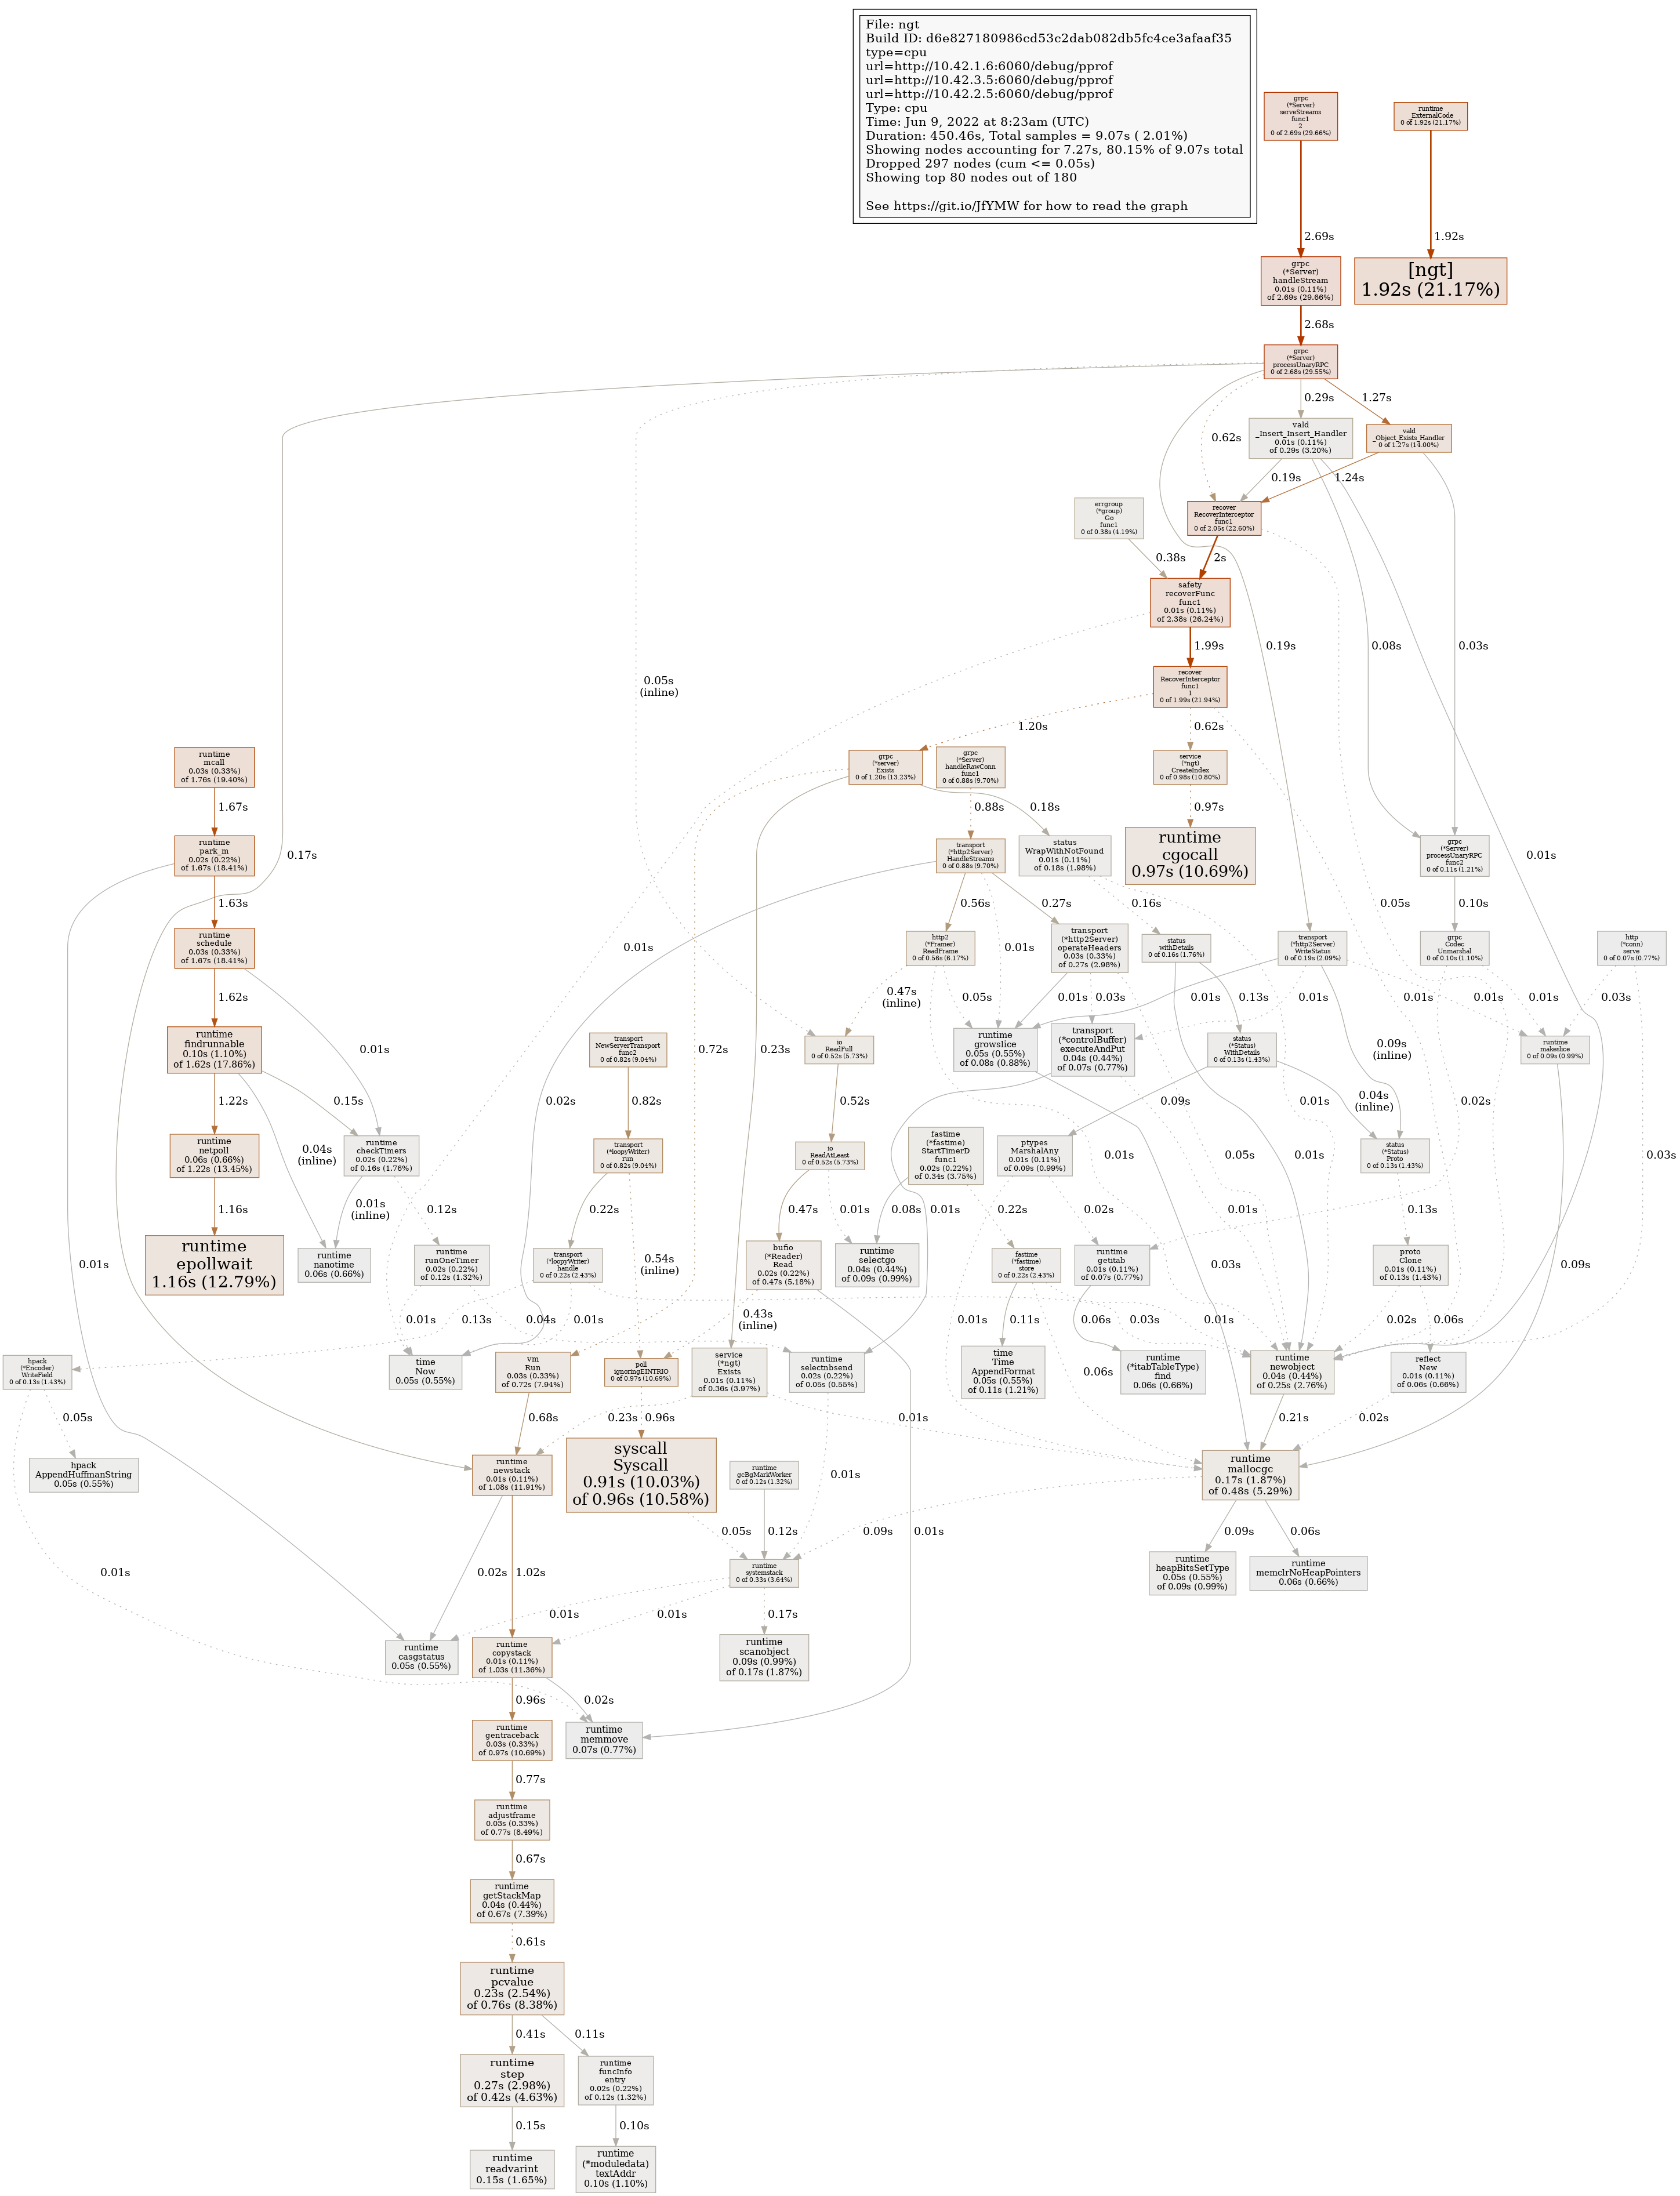 File: ngt
Build ID: d6e827180986cd53c2dab082db5fc4ce3afaaf35
type=cpu
url=http://10.42.1.6:6060/debug/pprof
url=http://10.42.3.5:6060/debug/pprof
url=http://10.42.2.5:6060/debug/pprof
Type: cpu
Time: Jun 9, 2022 at 8:23am (UTC)
Duration: 450.46s, Total samples = 9.07s ( 2.01%)
Showing nodes accounting for 7.27s, 80.15% of 9.07s total
Dropped 297 nodes (cum <= 0.05s)
Showing top 80 nodes out of 180
See https://git.io/JfYMW for how to read the graph
grpc
(*Server)
serveStreams
func1
2
0 of 2.69s (29.66%)
runtime
_ExternalCode
0 of 1.92s (21.17%)
2.69s
1.92s
grpc
(*Server)
handleStream
0.01s (0.11%)
of 2.69s (29.66%)
[ngt]
1.92s (21.17%)
2.68s
grpc
(*Server)
processUnaryRPC
0 of 2.68s (29.55%)
0.29s
1.27s
0.62s
vald
_Insert_Insert_Handler
0.01s (0.11%)
of 0.29s (3.20%)
vald
_Object_Exists_Handler
0 of 1.27s (14.00%)
0.19s
1.24s
errgroup
(*group)
Go
func1
0 of 0.38s (4.19%)
recover
RecoverInterceptor
func1
0 of 2.05s (22.60%)
0.38s
2s
safety
recoverFunc
func1
0.01s (0.11%)
of 2.38s (26.24%)
1.99s
0.19s
0.08s
0.03s
0.05s
(inline)
recover
RecoverInterceptor
func1
1
0 of 1.99s (21.94%)
1.20s
0.62s
runtime
mcall
0.03s (0.33%)
of 1.76s (19.40%)
grpc
(*server)
Exists
0 of 1.20s (13.23%)
grpc
(*Server)
handleRawConn
func1
0 of 0.88s (9.70%)
service
(*ngt)
CreateIndex
0 of 0.98s (10.80%)
1.67s
0.88s
0.18s
0.97s
runtime
park_m
0.02s (0.22%)
of 1.67s (18.41%)
0.17s
transport
(*http2Server)
HandleStreams
0 of 0.88s (9.70%)
status
WrapWithNotFound
0.01s (0.11%)
of 0.18s (1.98%)
runtime
cgocall
0.97s (10.69%)
grpc
(*Server)
processUnaryRPC
func2
0 of 0.11s (1.21%)
0.01s
1.63s
0.56s
0.27s
0.16s
0.05s
0.10s
runtime
schedule
0.03s (0.33%)
of 1.67s (18.41%)
0.01s
http2
(*Framer)
ReadFrame
0 of 0.56s (6.17%)
0.01s
transport
(*http2Server)
operateHeaders
0.03s (0.33%)
of 0.27s (2.98%)
status
withDetails
0 of 0.16s (1.76%)
transport
(*http2Server)
WriteStatus
0 of 0.19s (2.09%)
grpc
Codec
Unmarshal
0 of 0.10s (1.10%)
http
(*conn)
serve
0 of 0.07s (0.77%)
1.62s
0.47s
(inline)
0.05s
0.01s
0.03s
0.13s
0.01s
0.01s
0.01s
0.01s
0.01s
0.03s
runtime
findrunnable
0.10s (1.10%)
of 1.62s (17.86%)
0.01s
transport
NewServerTransport
func2
0 of 0.82s (9.04%)
0.72s
0.23s
io
ReadFull
0 of 0.52s (5.73%)
runtime
growslice
0.05s (0.55%)
of 0.08s (0.88%)
transport
(*controlBuffer)
executeAndPut
0.04s (0.44%)
of 0.07s (0.77%)
status
(*Status)
WithDetails
0 of 0.13s (1.43%)
0.09s
(inline)
runtime
makeslice
0 of 0.09s (0.99%)
1.22s
0.15s
0.04s
(inline)
0.02s
0.82s
0.52s
0.09s
0.04s
(inline)
0.01s
0.02s
runtime
netpoll
0.06s (0.66%)
of 1.22s (13.45%)
runtime
checkTimers
0.02s (0.22%)
of 0.16s (1.76%)
transport
(*loopyWriter)
run
0 of 0.82s (9.04%)
io
ReadAtLeast
0 of 0.52s (5.73%)
fastime
(*fastime)
StartTimerD
func1
0.02s (0.22%)
of 0.34s (3.75%)
ptypes
MarshalAny
0.01s (0.11%)
of 0.09s (0.99%)
0.01s
0.05s
status
(*Status)
Proto
0 of 0.13s (1.43%)
0.03s
1.16s
0.01s
(inline)
0.12s
0.22s
0.54s
(inline)
0.47s
0.01s
0.08s
0.01s
0.22s
0.02s
0.01s
0.01s
0.13s
runtime
epollwait
1.16s (12.79%)
runtime
nanotime
0.06s (0.66%)
runtime
runOneTimer
0.02s (0.22%)
of 0.12s (1.32%)
transport
(*loopyWriter)
handle
0 of 0.22s (2.43%)
bufio
(*Reader)
Read
0.02s (0.22%)
of 0.47s (5.18%)
runtime
selectgo
0.04s (0.44%)
of 0.09s (0.99%)
fastime
(*fastime)
store
0 of 0.22s (2.43%)
runtime
getitab
0.01s (0.11%)
of 0.07s (0.77%)
0.03s
proto
Clone
0.01s (0.11%)
of 0.13s (1.43%)
0.09s
0.01s
0.01s
0.13s
0.04s
0.01s
0.43s
(inline)
0.01s
0.11s
0.03s
0.06s
0.01s
0.02s
0.06s
hpack
(*Encoder)
WriteField
0 of 0.13s (1.43%)
time
Now
0.05s (0.55%)
vm
Run
0.03s (0.33%)
of 0.72s (7.94%)
poll
ignoringEINTRIO
0 of 0.97s (10.69%)
service
(*ngt)
Exists
0.01s (0.11%)
of 0.36s (3.97%)
runtime
selectnbsend
0.02s (0.22%)
of 0.05s (0.55%)
time
Time
AppendFormat
0.05s (0.55%)
of 0.11s (1.21%)
0.06s
runtime
(*itabTableType)
find
0.06s (0.66%)
runtime
newobject
0.04s (0.44%)
of 0.25s (2.76%)
reflect
New
0.01s (0.11%)
of 0.06s (0.66%)
0.05s
0.68s
0.23s
0.96s
0.01s
0.21s
0.02s
hpack
AppendHuffmanString
0.05s (0.55%)
runtime
newstack
0.01s (0.11%)
of 1.08s (11.91%)
syscall
Syscall
0.91s (10.03%)
of 0.96s (10.58%)
runtime
gcBgMarkWorker
0 of 0.12s (1.32%)
0.01s
runtime
mallocgc
0.17s (1.87%)
of 0.48s (5.29%)
0.05s
0.12s
0.01s
0.09s
0.09s
0.06s
0.01s
0.02s
1.02s
runtime
systemstack
0 of 0.33s (3.64%)
runtime
heapBitsSetType
0.05s (0.55%)
of 0.09s (0.99%)
runtime
memclrNoHeapPointers
0.06s (0.66%)
0.01s
0.01s
0.17s
runtime
casgstatus
0.05s (0.55%)
runtime
copystack
0.01s (0.11%)
of 1.03s (11.36%)
runtime
scanobject
0.09s (0.99%)
of 0.17s (1.87%)
0.96s
0.02s
runtime
gentraceback
0.03s (0.33%)
of 0.97s (10.69%)
runtime
memmove
0.07s (0.77%)
0.77s
runtime
adjustframe
0.03s (0.33%)
of 0.77s (8.49%)
0.67s
runtime
getStackMap
0.04s (0.44%)
of 0.67s (7.39%)
0.61s
runtime
pcvalue
0.23s (2.54%)
of 0.76s (8.38%)
0.41s
0.11s
runtime
step
0.27s (2.98%)
of 0.42s (4.63%)
runtime
funcInfo
entry
0.02s (0.22%)
of 0.12s (1.32%)
0.15s
0.10s
runtime
readvarint
0.15s (1.65%)
runtime
(*moduledata)
textAddr
0.10s (1.10%)